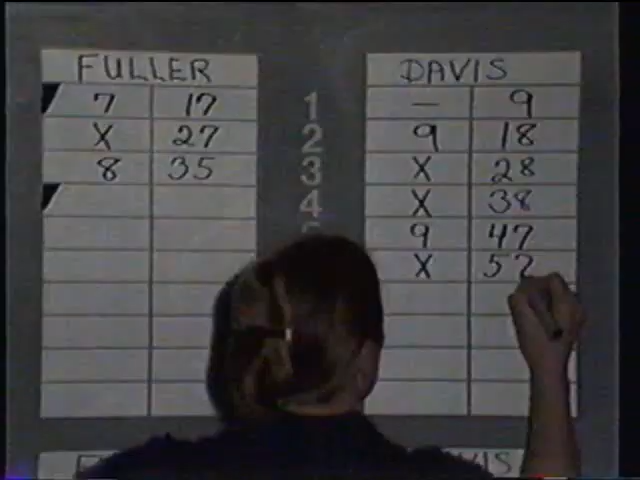 FULLER DAVIS
7 17 1 – 9
X 27 2 9 18
8 35 3 X 28
4 X 38
9 47
X 57
VIS